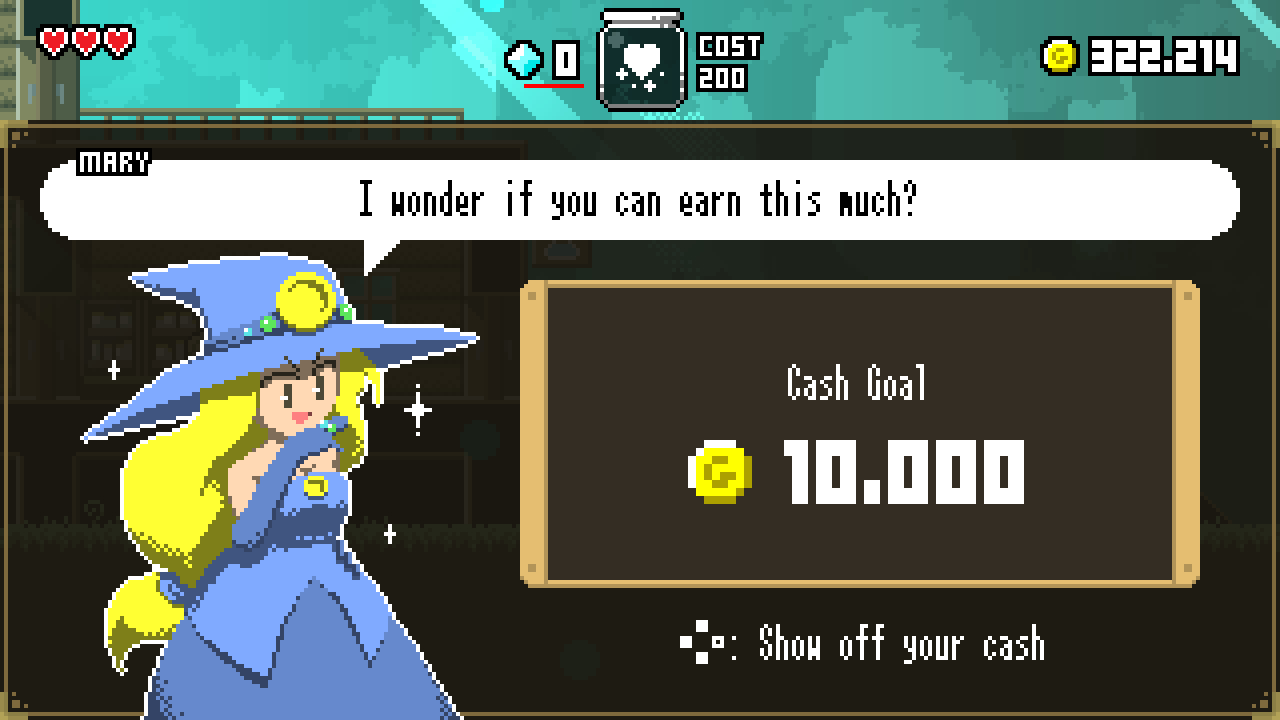 0
COST
200
322.214
MARY
I wonder if you can earn this much?
Cash Goal
10.000
: Show off your cash